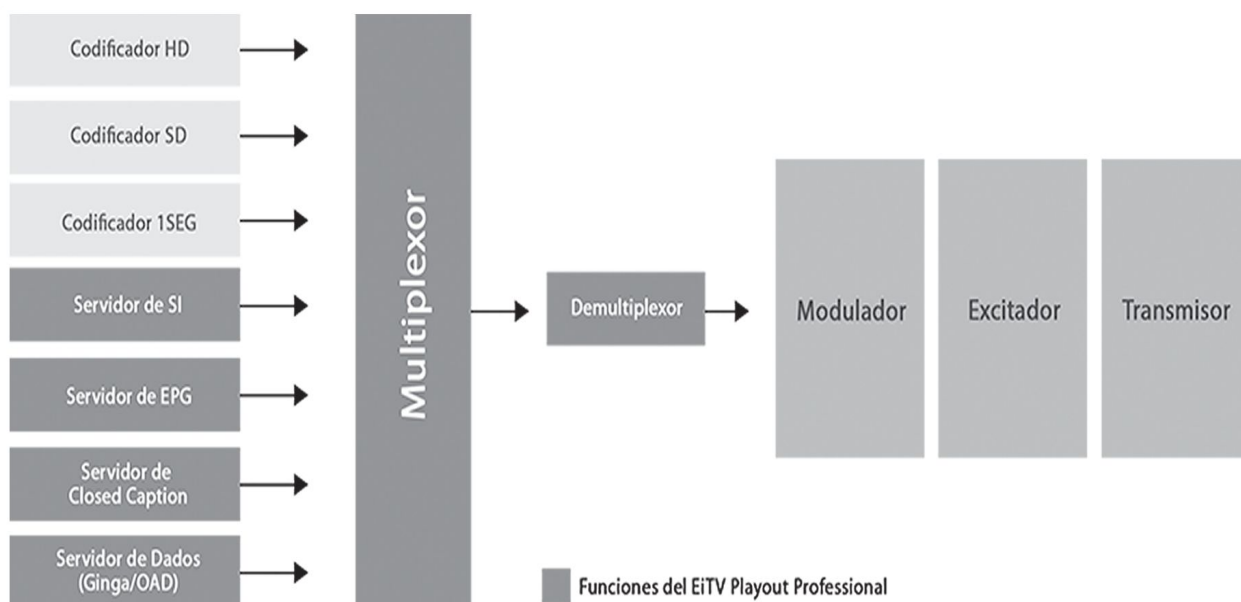 Codificador HD
Codificador SD
Codificador 1SEG
Servidor de SI
Servidor de EPG
Servidor de
Closed Caption
Servidor de Dados
(Ginga/OAD)
Multiplexor
Demultiplexor
Modulador
Excitador
Transmisor
Funciones del EiTV Playout Professional